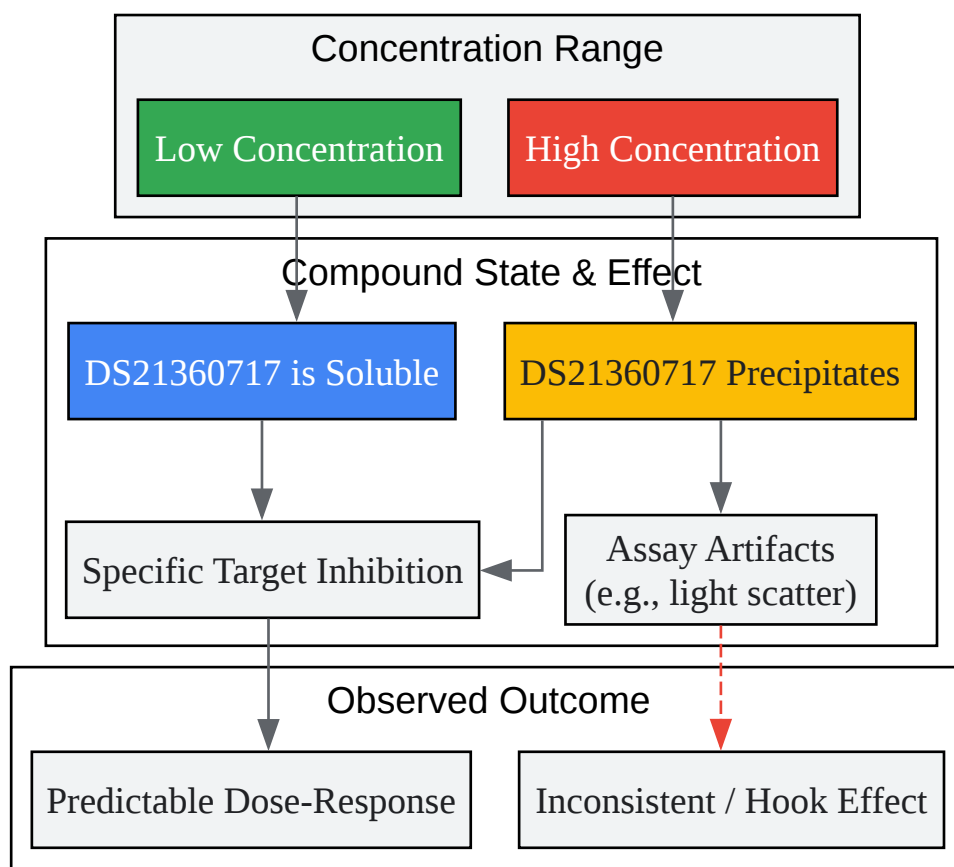 Concentration Range
Low Concentration
High Concentration
Compound State & Effect
DS21360717 is Soluble
DS21360717 Precipitates
Specific Target Inhibition
Assay Artifacts
(e.g., light scatter)
Observed Outcome
Predictable Dose-Response
Inconsistent / Hook Effect